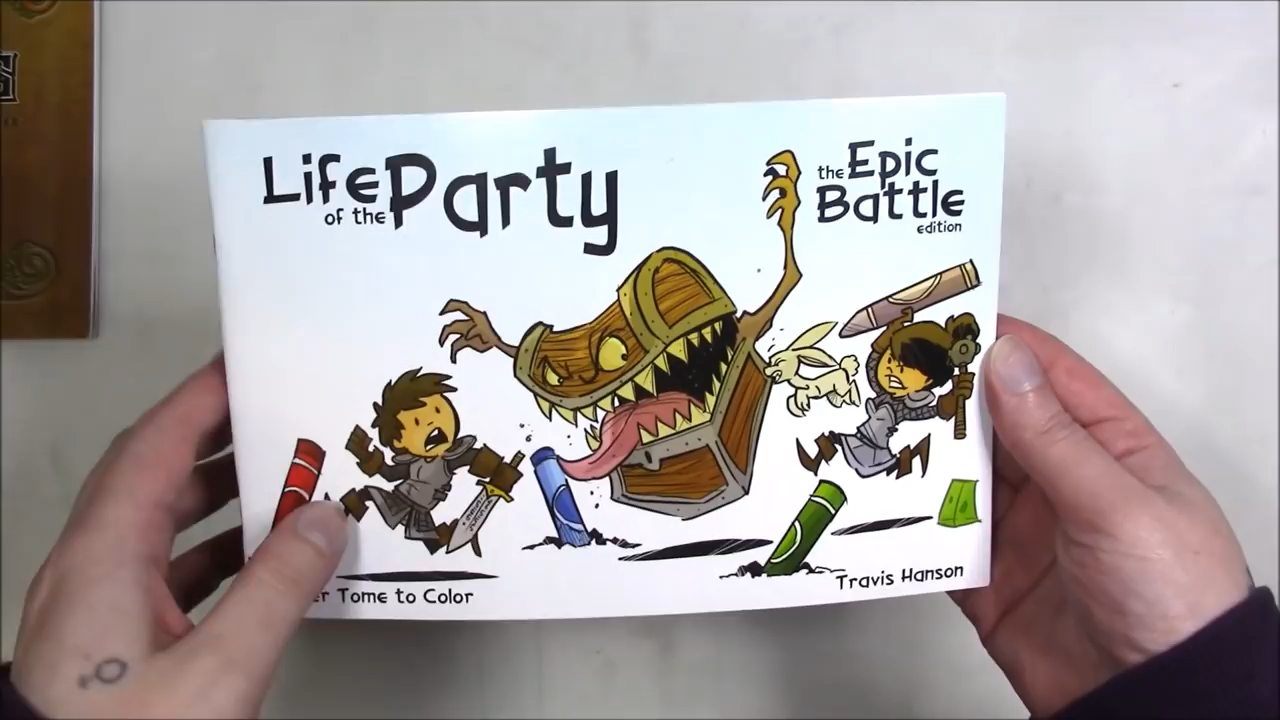 Life
of the Party
the Epic
Battle
edition
Tome to Color
Travis Hanson
S